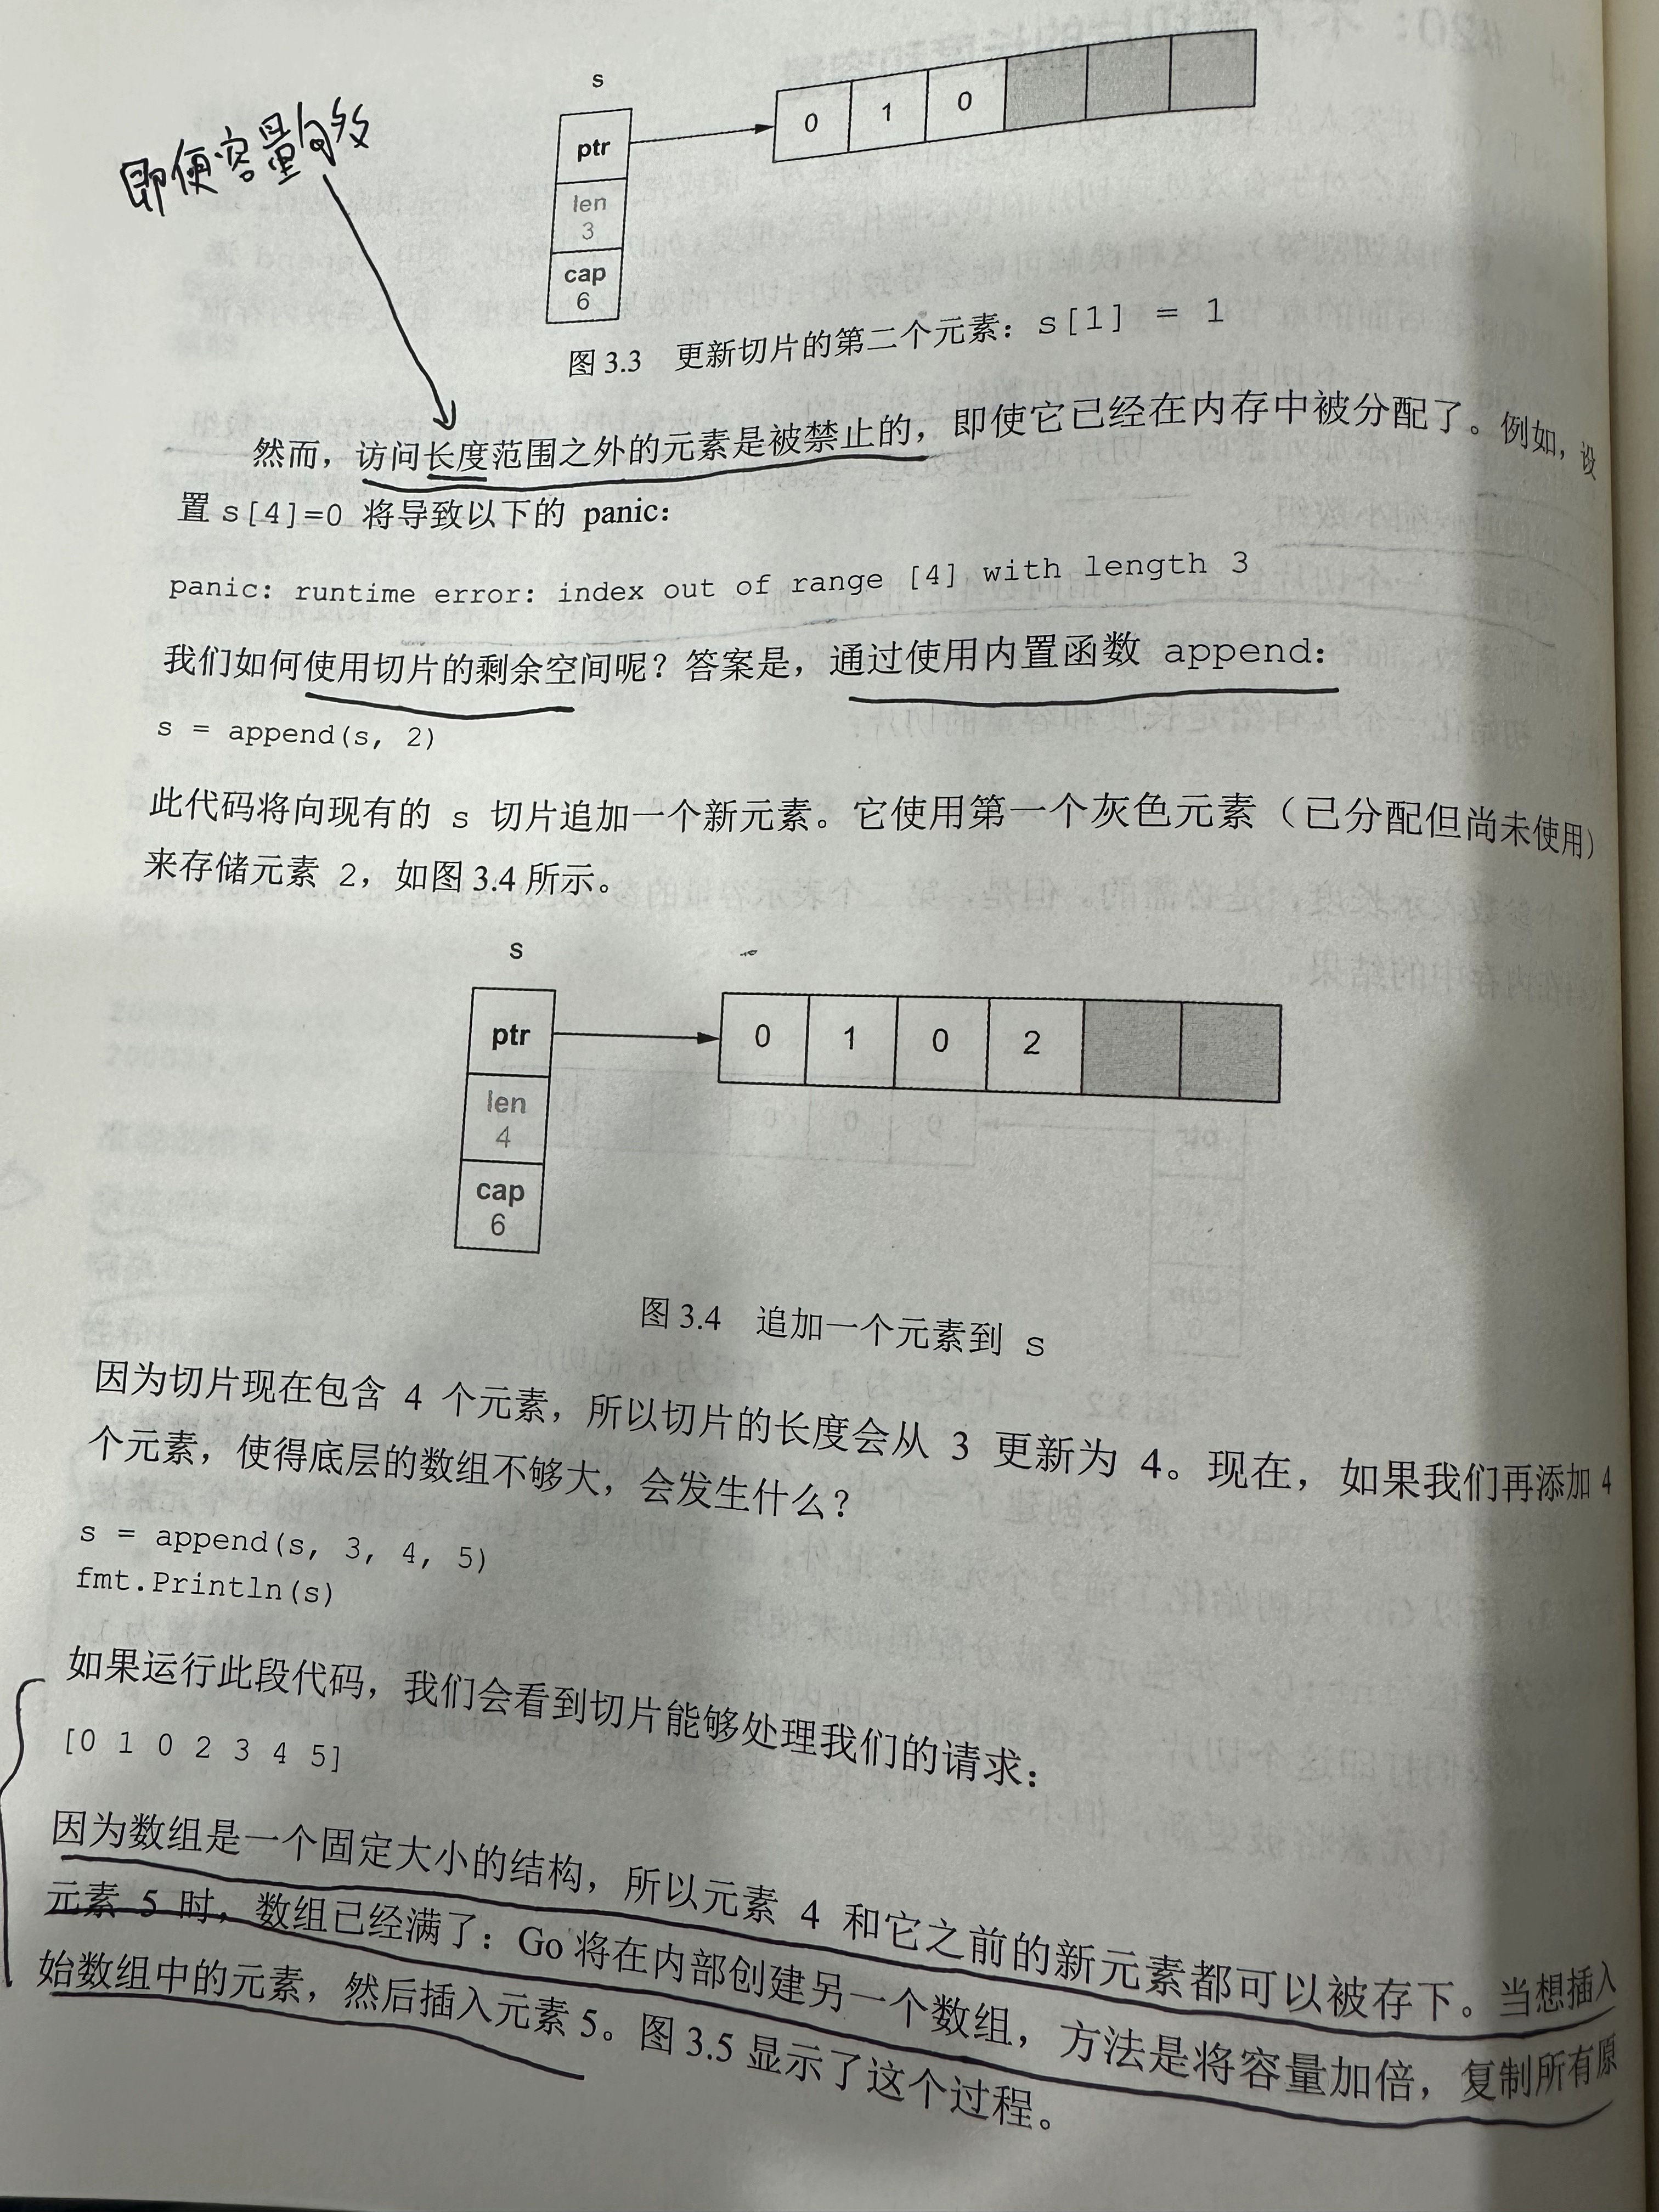 s
ptr
len
3
cap
6
0 1 0
图 3.3 更新切片的第二个元素：s[1] = 1
即便容量向够
然而，访问长度范围之外的元素是被禁止的，即使它已经在内存中被分配了。例如，设
置 s[4]=0 将导致以下的 panic：
panic: runtime error: index out of range [4] with length 3
我们如何使用切片的剩余空间呢？答案是，通过使用内置函数 append：
s = append(s, 2)
此代码将向现有的 s 切片追加一个新元素。它使用第一个灰色元素（已分配但尚未使用）
来存储元素 2，如图 3.4 所示。
s
ptr
len
4
cap
6
0 1 0 2
图 3.4 追加一个元素到 s
因为切片现在包含 4 个元素，所以切片的长度会从 3 更新为 4。现在，如果我们再添加 4
个元素，使得底层的数组不够大，会发生什么？
s = append(s, 3, 4, 5)
fmt.Println(s)
如果运行此段代码，我们会看到切片能够处理我们的请求：
[0 1 0 2 3 4 5]
因为数组是一个固定大小的结构，所以元素 4 和它之前的新元素都可以被存下。当想插入
元素 5 时，数组已经满了：Go 将在内部创建另一个数组，方法是将容量加倍，复制所有原
始数组中的元素，然后插入元素 5。图 3.5 显示了这个过程。